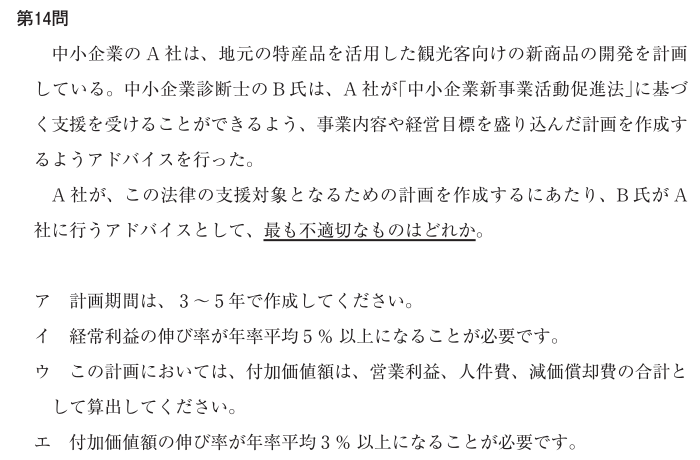 第14問
中小企業の A 社は、地元の特産品を活用した観光客向けの新商品の開発を計画
している。中小企業診断士の B 氏は、A 社が「中小企業新事業活動促進法」に基づ
く支援を受けることができるよう、事業内容や経営目標を盛り込んだ計画を作成す
るようアドバイスを行った。
A 社が、この法律の支援対象となるための計画を作成するにあたり、B 氏が A
社に行うアドバイスとして、最も不適切なものはどれか。
ア 計画期間は、3~5年で作成してください。
イ 経常利益の伸び率が年率平均5% 以上になることが必要です。
ウ この計画においては、付加価値額は、営業利益、人件費、減価償却費の合計と
して算出してください。
エ 付加価値額の伸び率が年率平均3% 以上になることが必要です。